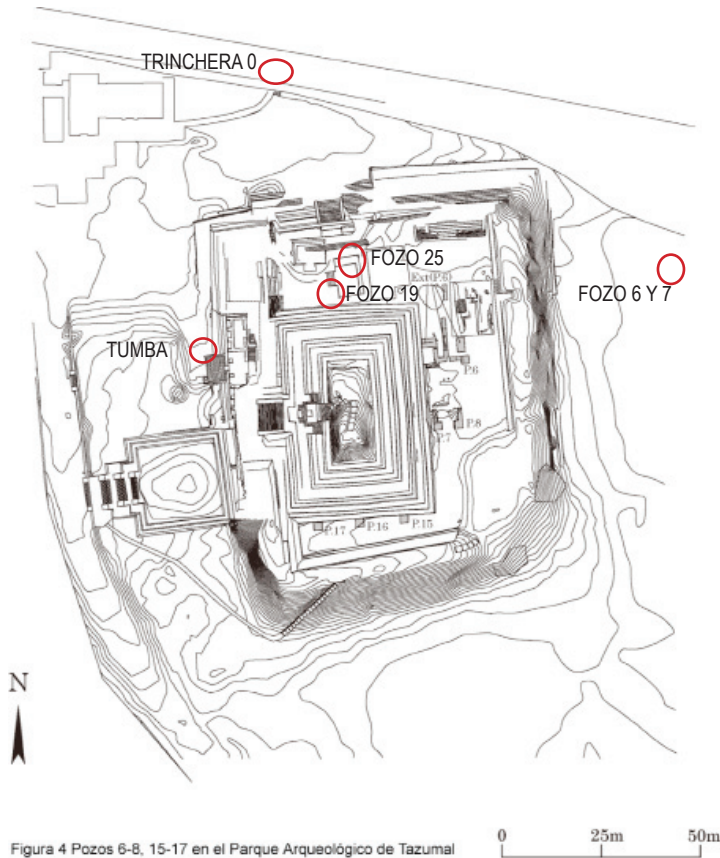 TRINCHERA 0
FOZO 25
Ext(P.6)
FOZO 19
FOZO 6 Y 7
TUMBA
P.6
P.7
P.8
P.17
P.16
P.15
N
0 25m 50m
Figura 4 Pozos 6-8, 15-17 en el Parque Arqueológico de Tazumal